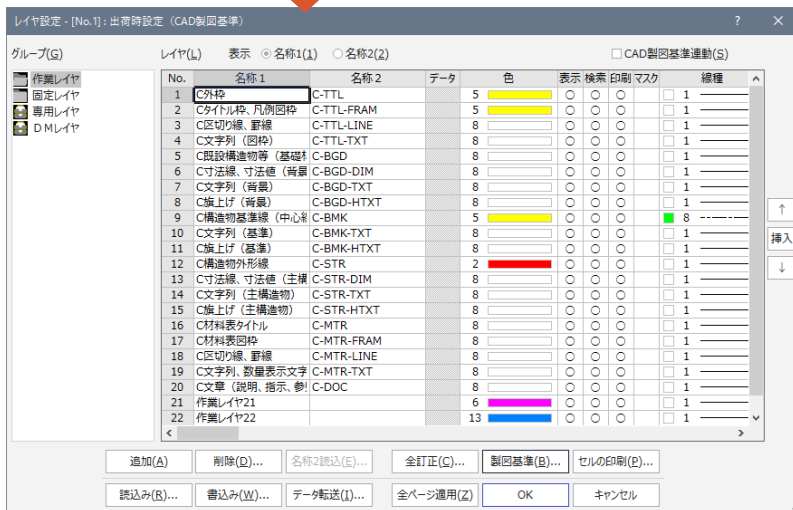 レイヤ設定 - [No.1] : 出荷時設定（CAD製図基準）
グループ(G) レイヤ(L) 表示 名称1(1) 名称2(2) CAD製図基準連動(S)
作業レイヤ
固定レイヤ
専用レイヤ
DMレイヤ
No. 名称1 名称2 データ 色 表示 検索 印刷 マスク 線種
1 C外枠 C-TTL 5 ○ ○ ○ 1
2 Cタイトル枠、凡例図枠 C-TTL-FRAM 5 ○ ○ ○ 1
3 C区切り線、罫線 C-TTL-LINE 8 ○ ○ ○ 1
4 C文字列（図枠） C-TTL-TXT 8 ○ ○ ○ 1
5 C既設構造物等（基礎材 C-BGD 8 ○ ○ ○ 1
6 C寸法線、寸法値（背景 C-BGD-DIM 8 ○ ○ ○ 1
7 C文字列（背景） C-BGD-TXT 8 ○ ○ ○ 1
8 C旗上げ（背景） C-BGD-HTXT 8 ○ ○ ○ 1
9 C構造物基準線（中心線 C-BMK 5 ○ ○ ○ 8
10 C文字列（基準） C-BMK-TXT 8 ○ ○ ○ 1
11 C旗上げ（基準） C-BMK-HTXT 8 ○ ○ ○ 1
12 C構造物外形線 C-STR 2 ○ ○ ○ 1
13 C寸法線、寸法値（主構 C-STR-DIM 8 ○ ○ ○ 1
14 C文字列（主構造物） C-STR-TXT 8 ○ ○ ○ 1
15 C旗上げ（主構造物） C-STR-HTXT 8 ○ ○ ○ 1
16 C材料表タイトル C-MTR 8 ○ ○ ○ 1
17 C材料表図枠 C-MTR-FRAM 8 ○ ○ ○ 1
18 C区切り線、罫線 C-MTR-LINE 8 ○ ○ ○ 1
19 C文字列、数量表示文字 C-MTR-TXT 8 ○ ○ ○ 1
20 C文章（説明、指示、参 C-DOC 8 ○ ○ ○ 1
21 作業レイヤ21 6 ○ ○ ○ 1
22 作業レイヤ22 13 ○ ○ ○ 1
↑
挿入
↓
追加(A) 削除(D)... 名称2読込(E)... 全訂正(C)... 製図基準(B)... セルの印刷(P)...
読込み(R)... 書込み(W)... データ転送(I)... 全ページ適用(Z) OK キャンセル